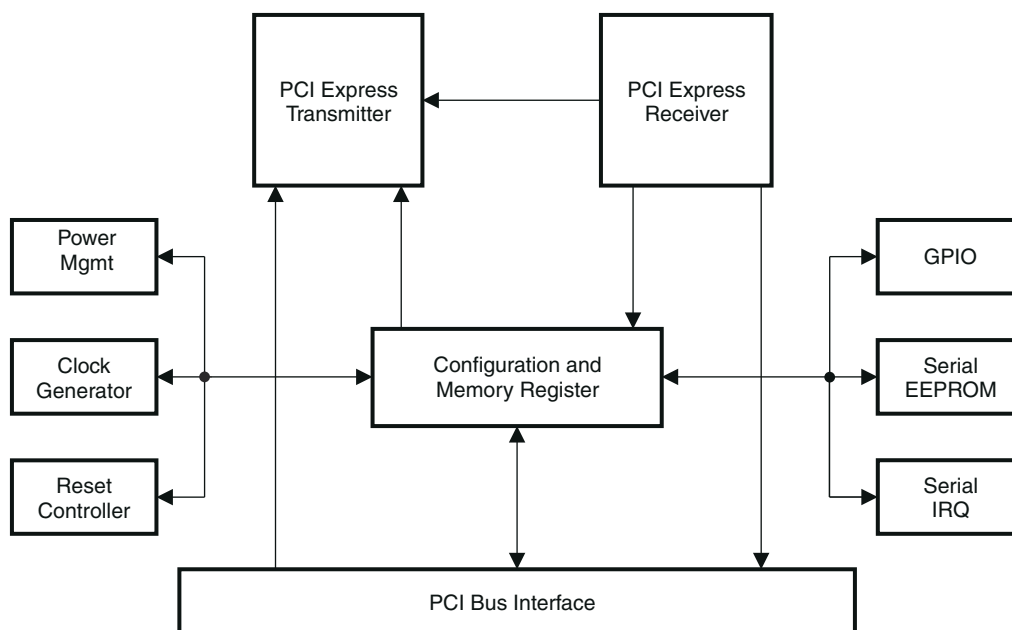 PCI Express
Transmitter
PCI Express
Receiver
Power
Mgmt
GPIO
Clock
Generator
Configuration and
Memory Register
Serial
EEPROM
Reset
Controller
Serial
IRQ
PCI Bus Interface